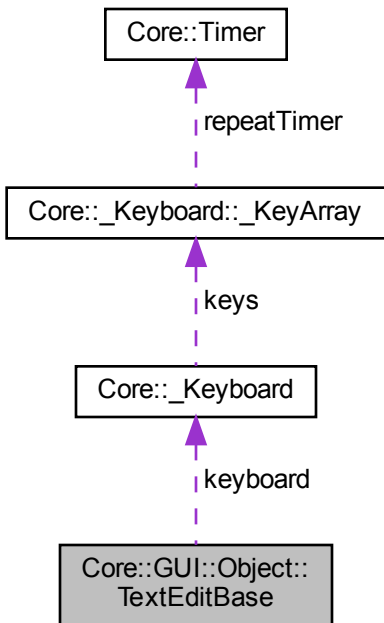 Core::Timer
repeatTimer
Core::_Keyboard::_KeyArray
keys
Core::_Keyboard
keyboard
Core::GUI::Object::
TextEditBase